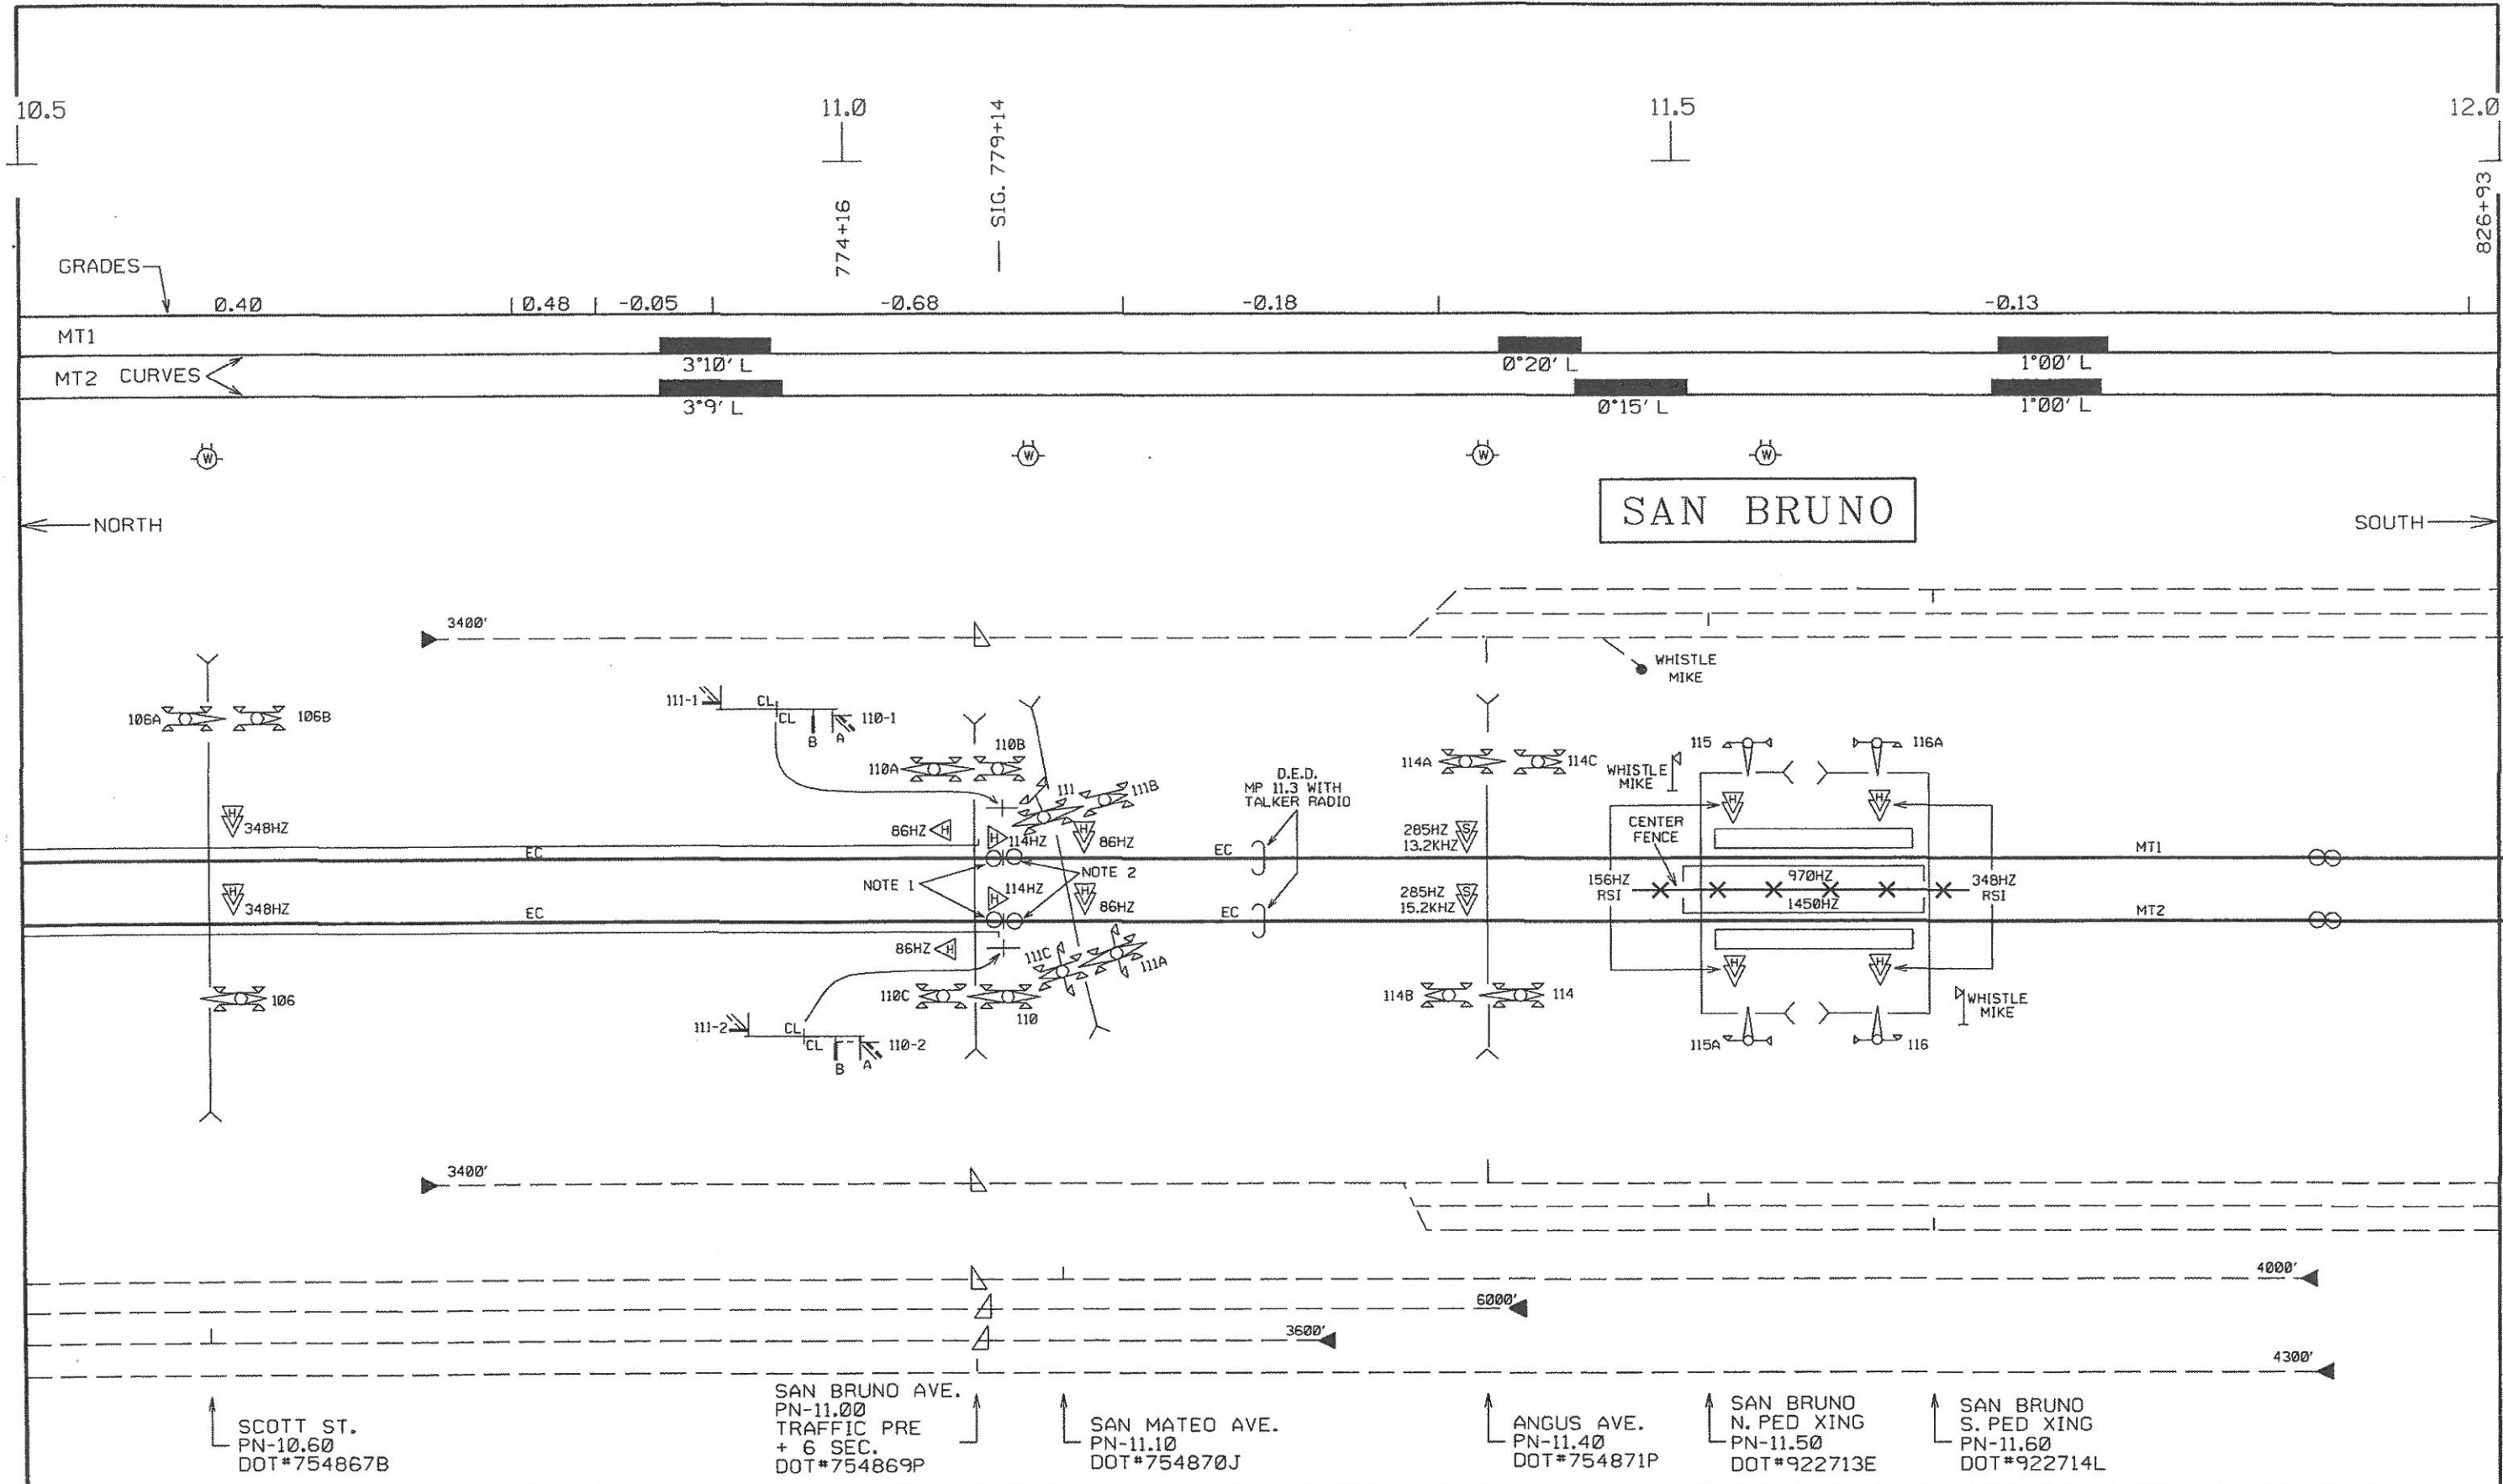 10.5
11.0
11.5
12.0
SIG. 779+14
774+16
826+93
GRADES
0.40
0.48
-0.05
-0.68
-0.18
-0.13
MT1
3°10' L
0°20' L
1°00' L
MT2 CURVES
3°9' L
0°15' L
1°00' L
W
W
W
W
SAN BRUNO
NORTH
SOUTH
3400'
WHISTLE
MIKE
111-1
CL
CL
110-1
B
A
106A
106B
110B
110A
111
111B
114A
114C
WHISTLE
MIKE
115
116A
D.E.D.
MP 11.3 WITH
TALKER RADIO
H
348HZ
86HZ
H
H
114HZ
H
86HZ
285HZ
13.2KHZ
S
H
H
CENTER
FENCE
EC
EC
MT1
NOTE 1
NOTE 2
H
348HZ
H
114HZ
H
86HZ
285HZ
15.2KHZ
S
156HZ
RSI
970HZ
1450HZ
348HZ
RSI
EC
EC
MT2
86HZ
H
111C
111A
H
H
106
110C
110
114B
114
WHISTLE
MIKE
111-2
CL
CL
110-2
B
A
115A
116
3400'
4000'
6000'
3600'
4300'
SCOTT ST.
PN-10.60
DOT#754867B
SAN BRUNO AVE.
PN-11.00
TRAFFIC PRE
+ 6 SEC.
DOT#754869P
SAN MATEO AVE.
PN-11.10
DOT#754870J
ANGUS AVE.
PN-11.40
DOT#754871P
SAN BRUNO
N. PED XING
PN-11.50
DOT#922713E
SAN BRUNO
S. PED XING
PN-11.60
DOT#922714L